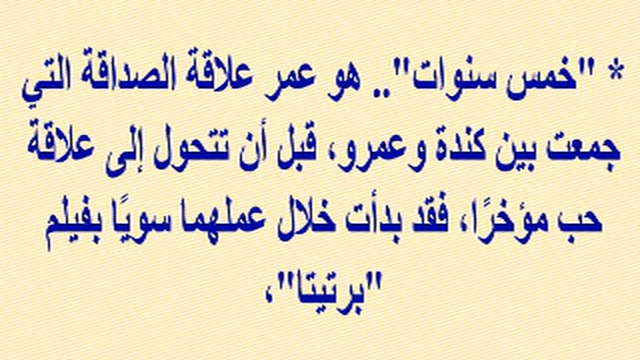 * "خمس سنوات".. هو عمر علاقة الصداقة التي
جمعت بين كندة وعمرو، قبل أن تتحول إلى علاقة
حب مؤخرًا، فقد بدأت خلال عملهما سويًا بفيلم
"برتيتا"،